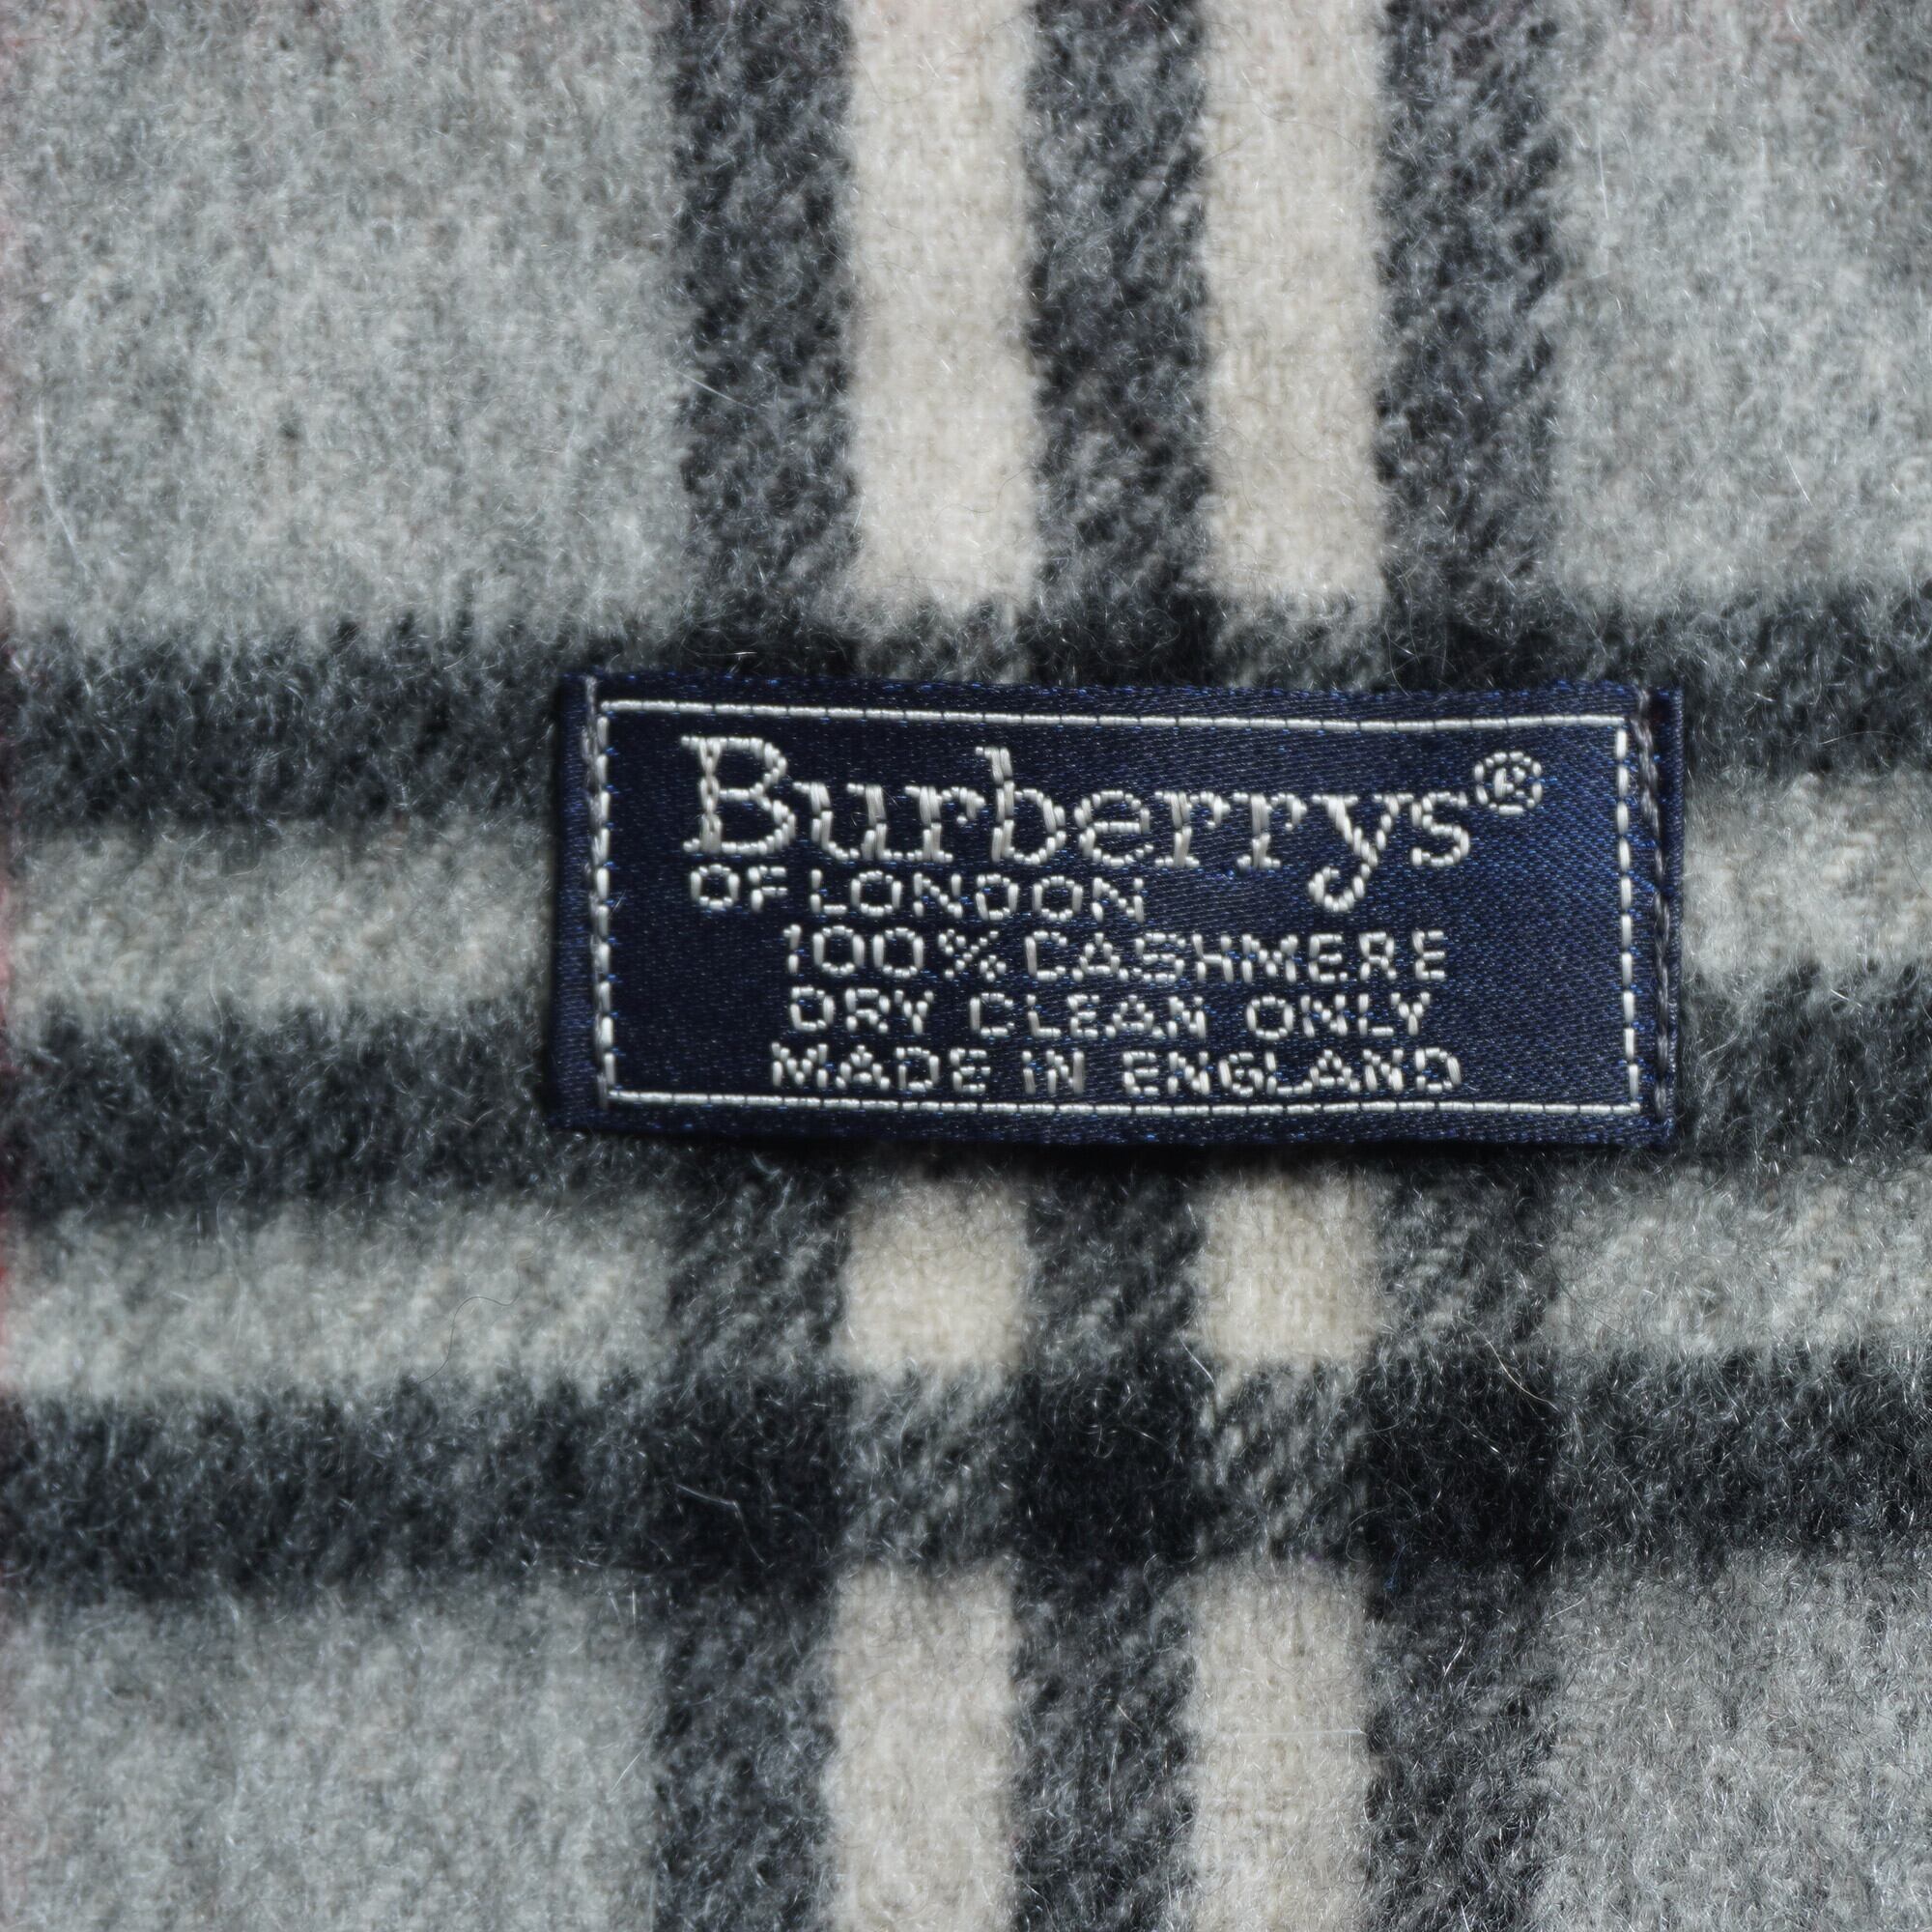 Burberrys®
OF LONDON
100% CASHMERE
DRY CLEAN ONLY
MADE IN ENGLAND